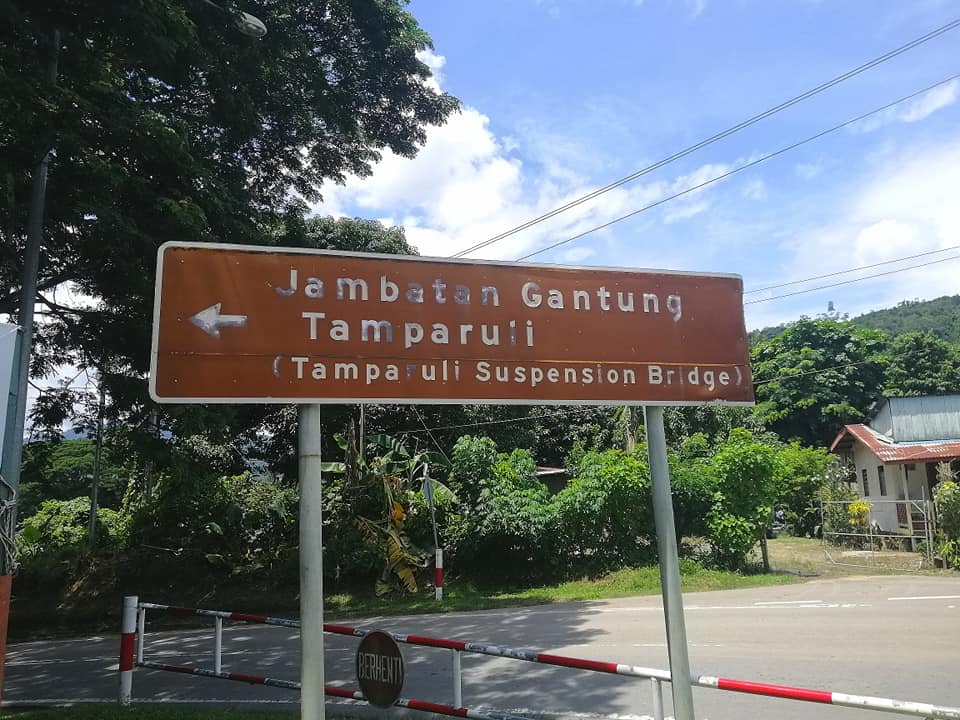 Jambatan Gantung
Tamparuli
(Tamparuli Suspension Bridge)
BERHENTI